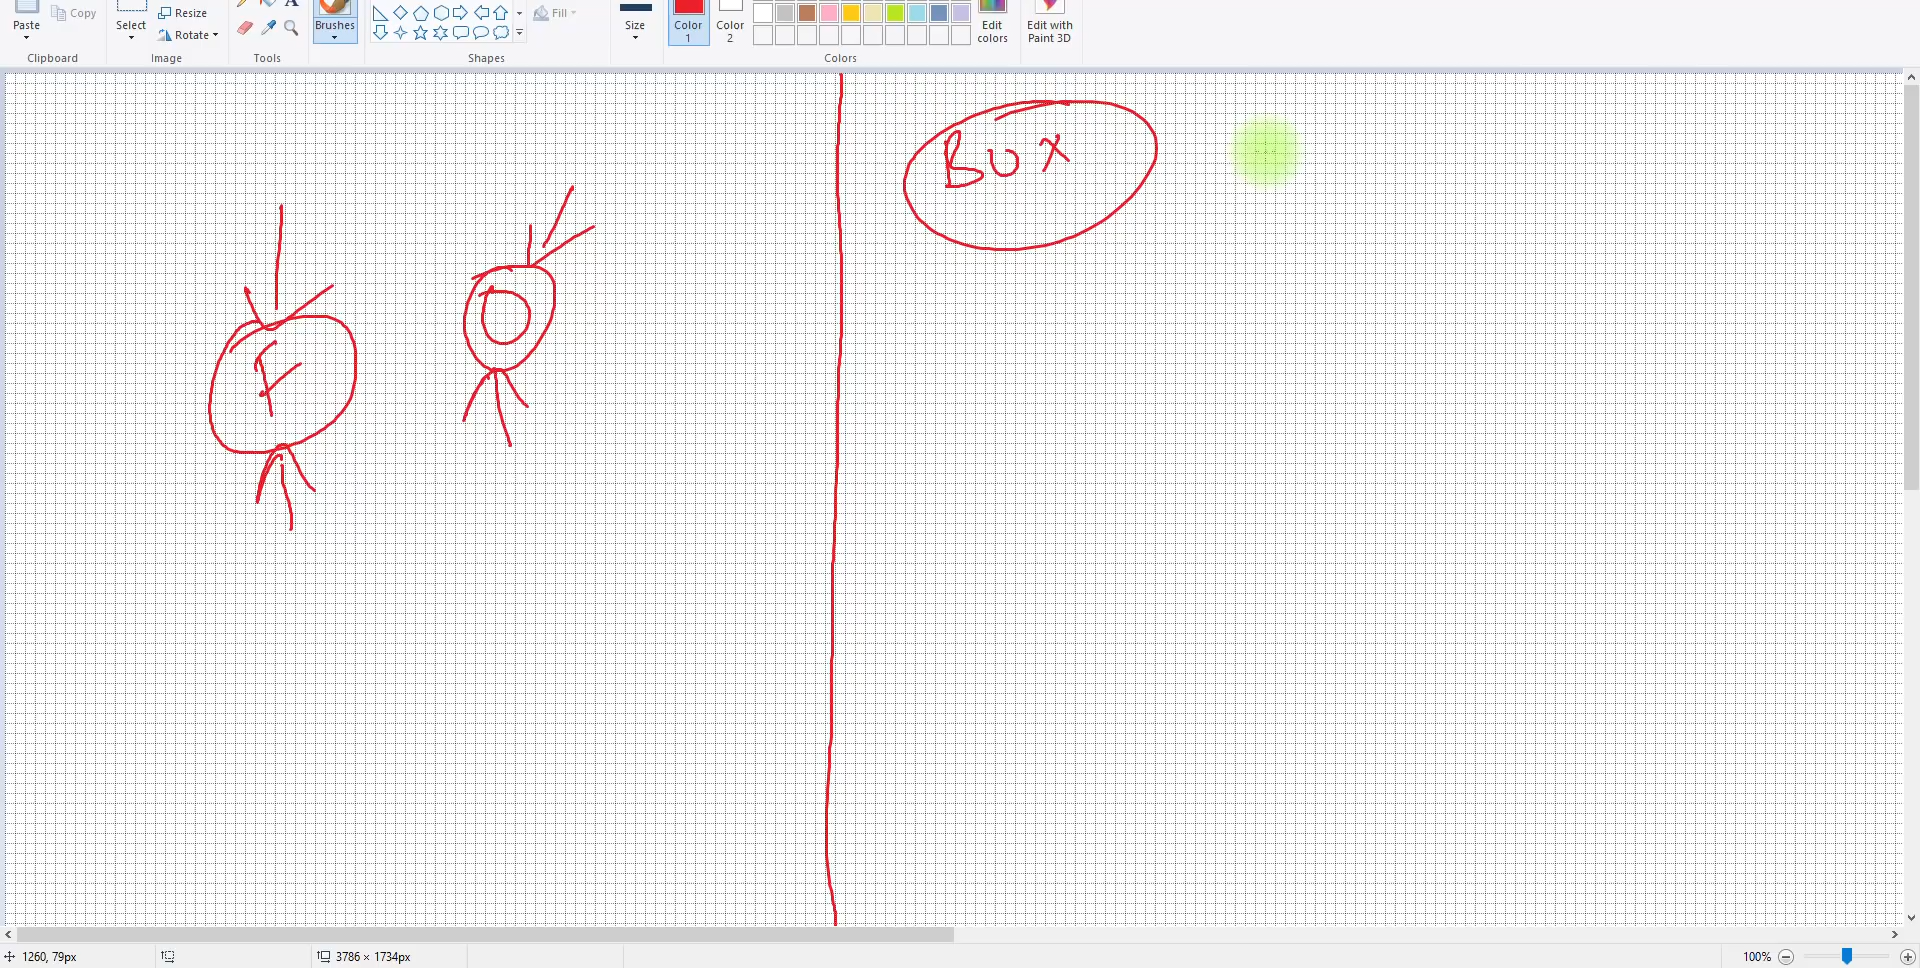 Paste
Copy
Clipboard
Select
Resize
Rotate
Image
A
Tools
Brushes
Fill
Shapes
Size
Color 1
Color 2
Edit colors
Colors
Edit with Paint 3D
Box
F
O
1260, 79px
3786 × 1734px
100%